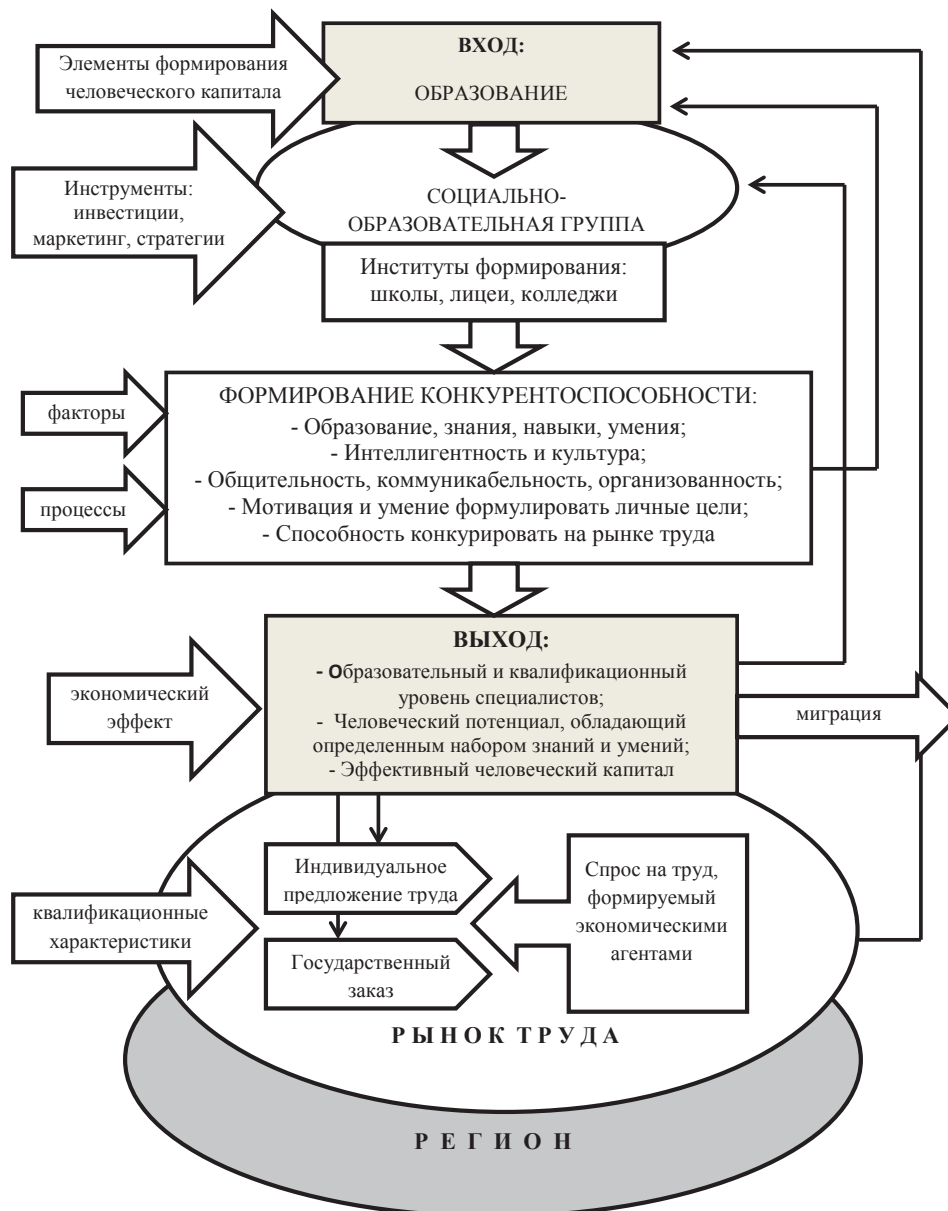 ВХОД:
ОБРАЗОВАНИЕ
Элементы формирования
человеческого капитала
Инструменты:
инвестиции,
маркетинг, стратегии
СОЦИАЛЬНО-
ОБРАЗОВАТЕЛЬНАЯ ГРУППА
Институты формирования:
школы, лицеи, колледжи
факторы
процессы
ФОРМИРОВАНИЕ КОНКУРЕНТОСПОСОБНОСТИ:
- Образование, знания, навыки, умения;
- Интеллигентность и культура;
- Общительность, коммуникабельность, организованность;
- Мотивация и умение формулировать личные цели;
- Способность конкурировать на рынке труда
экономический
эффект
ВЫХОД:
- Образовательный и квалификационный
уровень специалистов;
- Человеческий потенциал, обладающий
определенным набором знаний и умений;
- Эффективный человеческий капитал
миграция
квалификационные
характеристики
Индивидуальное
предложение труда
Государственный
заказ
Спрос на труд,
формируемый
экономическими
агентами
РЫНОК ТРУДА
РЕГИОН